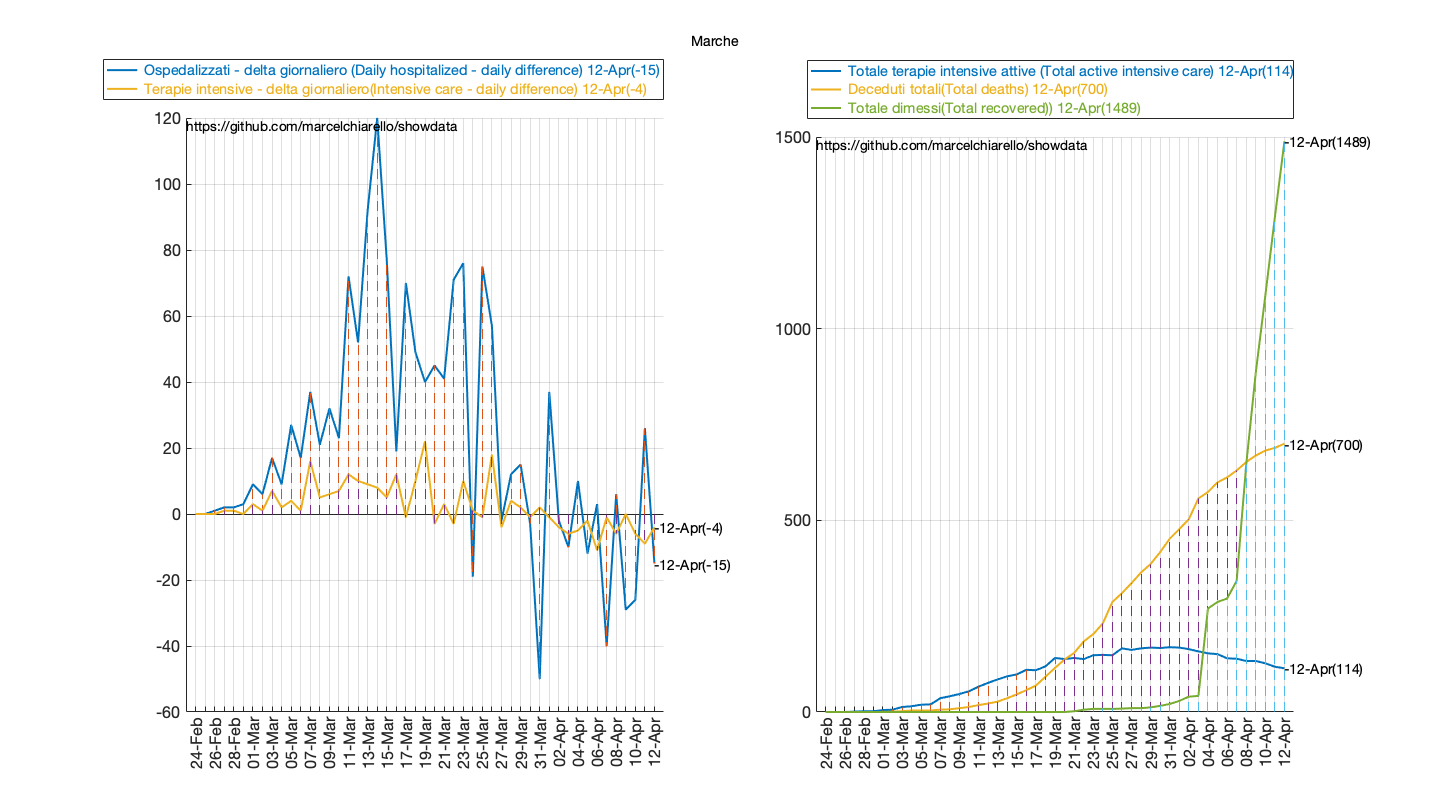 Marche
Ospedalizzati - delta giornaliero (Daily hospitalized - daily difference) 12-Apr(-15)
Terapie intensive - delta giornaliero(Intensive care - daily difference) 12-Apr(-4)
https://github.com/marcelchiarello/showdata
120
100
80
60
40
20
0
-20
-40
-60
12-Apr(-4)
12-Apr(-15)
24-Feb
26-Feb
28-Feb
01-Mar
03-Mar
05-Mar
07-Mar
09-Mar
11-Mar
13-Mar
15-Mar
17-Mar
19-Mar
21-Mar
23-Mar
25-Mar
27-Mar
29-Mar
31-Mar
02-Apr
04-Apr
06-Apr
08-Apr
10-Apr
12-Apr
Totale terapie intensive attive (Total active intensive care) 12-Apr(114)
Deceduti totali(Total deaths) 12-Apr(700)
Totale dimessi(Total recovered)) 12-Apr(1489)
https://github.com/marcelchiarello/showdata
1500
1000
500
0
12-Apr(1489)
12-Apr(700)
12-Apr(114)
24-Feb
26-Feb
28-Feb
01-Mar
03-Mar
05-Mar
07-Mar
09-Mar
11-Mar
13-Mar
15-Mar
17-Mar
19-Mar
21-Mar
23-Mar
25-Mar
27-Mar
29-Mar
31-Mar
02-Apr
04-Apr
06-Apr
08-Apr
10-Apr
12-Apr